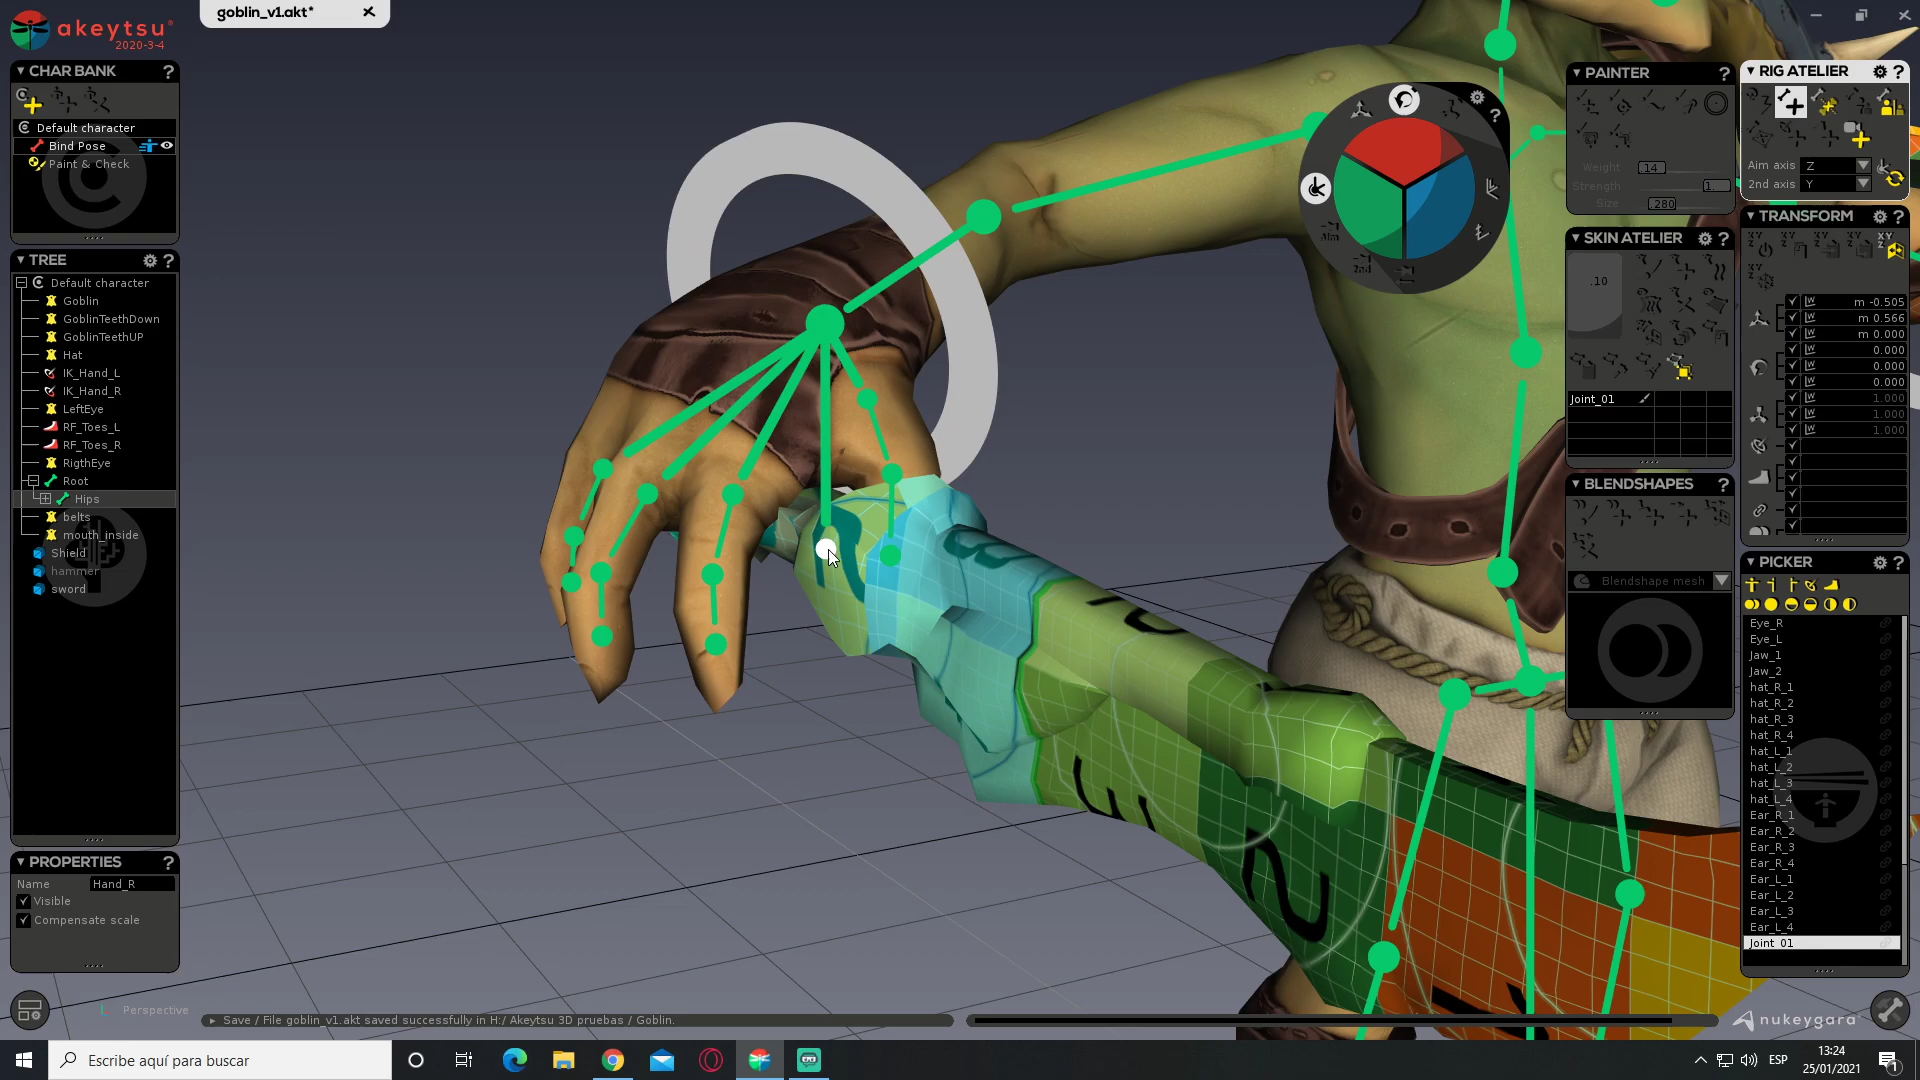 goblin_v1.akt*
akeytsu
2020-3-4
CHAR BANK ?
Default character
Bind Pose
Paint & Check
TREE ?
Default character
Goblin
GoblinTeethDown
GoblinTeethUP
Hat
IK_Hand_L
IK_Hand_R
LeftEye
RF_Toes_L
RF_Toes_R
RigthEye
Root
Hips
belts
mouth_inside
Shield
hammer
sword
PROPERTIES ?
Name Hand_R
Visible
Compensate scale
Perspective
Save / File goblin_v1.akt saved successfully in H:/ Akeytsu 3D pruebas / Goblin.
?
Aim
2nd
PAINTER ?
Weight .14
Strength 1.
Size .280
SKIN ATELIER ?
.10
Joint_01
BLENDSHAPES ?
Blendshape mesh
RIG ATELIER ?
Aim axis Z
2nd axis Y
TRANSFORM ?
m -0.505
m 0.566
m 0.000
0.000
0.000
0.000
1.000
1.000
1.000
PICKER ?
Eye_R
Eye_L
Jaw_1
Jaw_2
hat_R_1
hat_R_2
hat_R_3
hat_R_4
hat_L_1
hat_L_2
hat_L_3
hat_L_4
Ear_R_1
Ear_R_2
Ear_R_3
Ear_R_4
Ear_L_1
Ear_L_2
Ear_L_3
Ear_L_4
Joint_01
nukeygara
Escribe aquí para buscar
ESP
13:24
25/01/2021
1